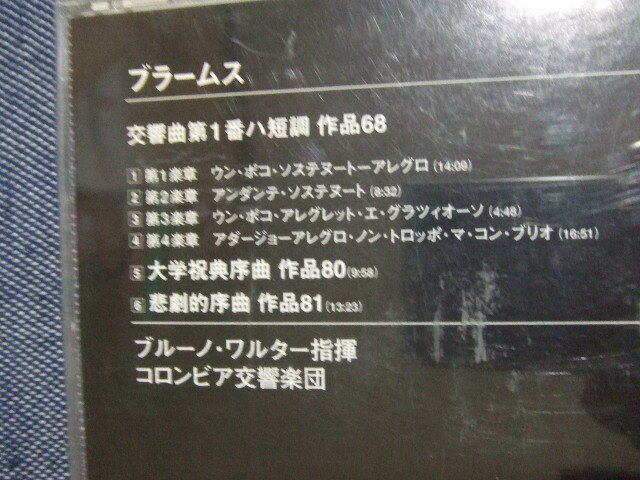 ブラームス
交響曲第1番ハ短調 作品68
1 第1楽章 ウン・ポコ・ソステヌートーアレグロ(14:09)
2 第2楽章 アンダンテ・ソステヌート(8:32)
3 第3楽章 ウン・ポコ・アレグレット・エ・グラツィオーソ(4:48)
4 第4楽章 アダージョーアレグロ・ノン・トロッポ・マ・コン・ブリオ(16:51)
5 大学祝典序曲 作品80(9:58)
6 悲劇的序曲 作品81(13:23)
ブルーノ・ワルター指揮
コロンビア交響楽団